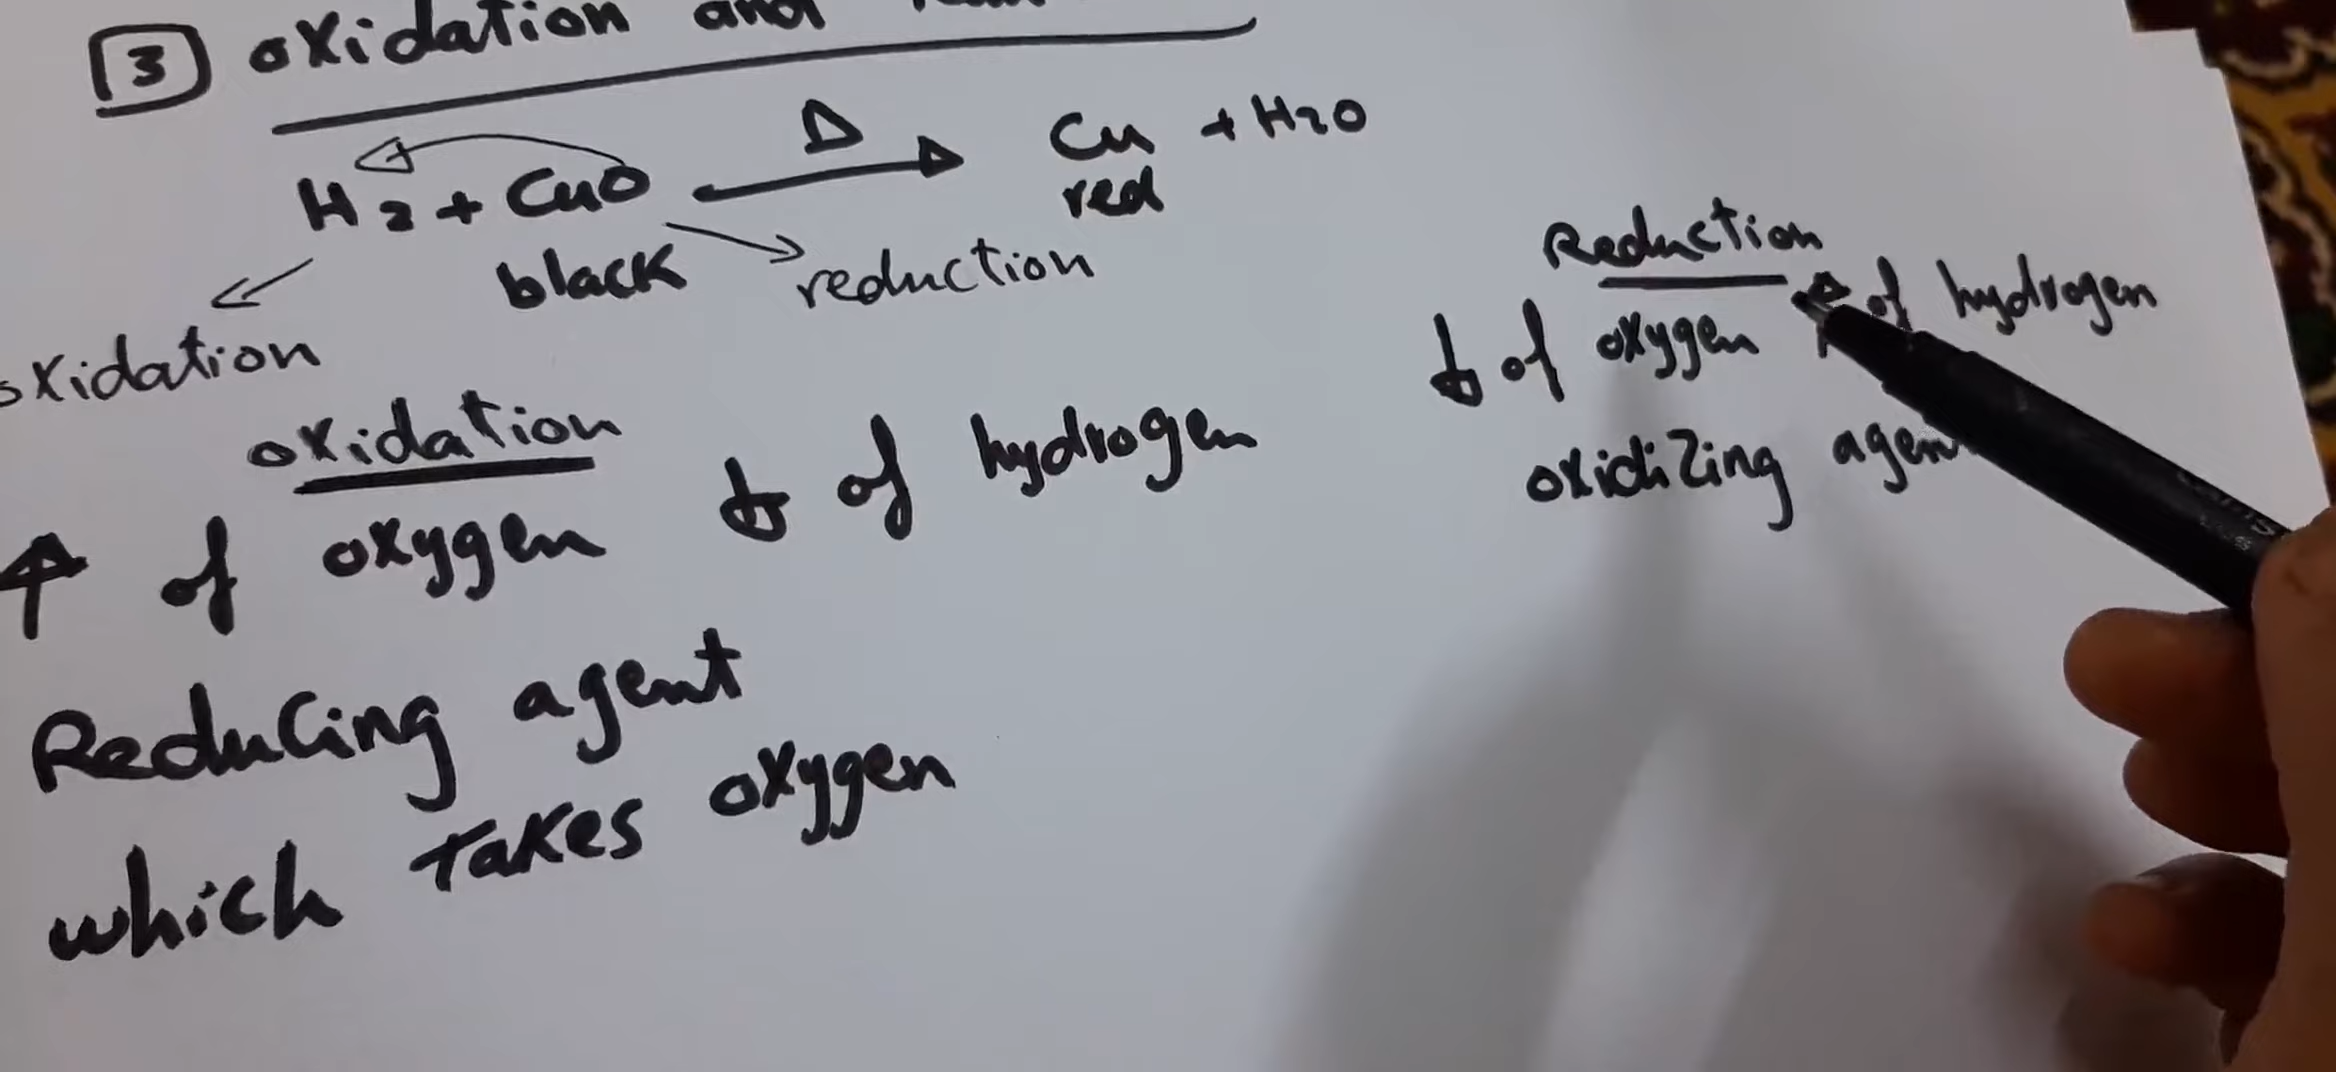 3 oxidation and
Δ
H2 + CuO → Cu + H2O
black
red
oxidation
reduction
oxidation
↑ of oxygen ↓ of hydrogen
Reducing agent
which takes oxygen
Reduction
↓ of oxygen ↑ of hydrogen
oxidizing